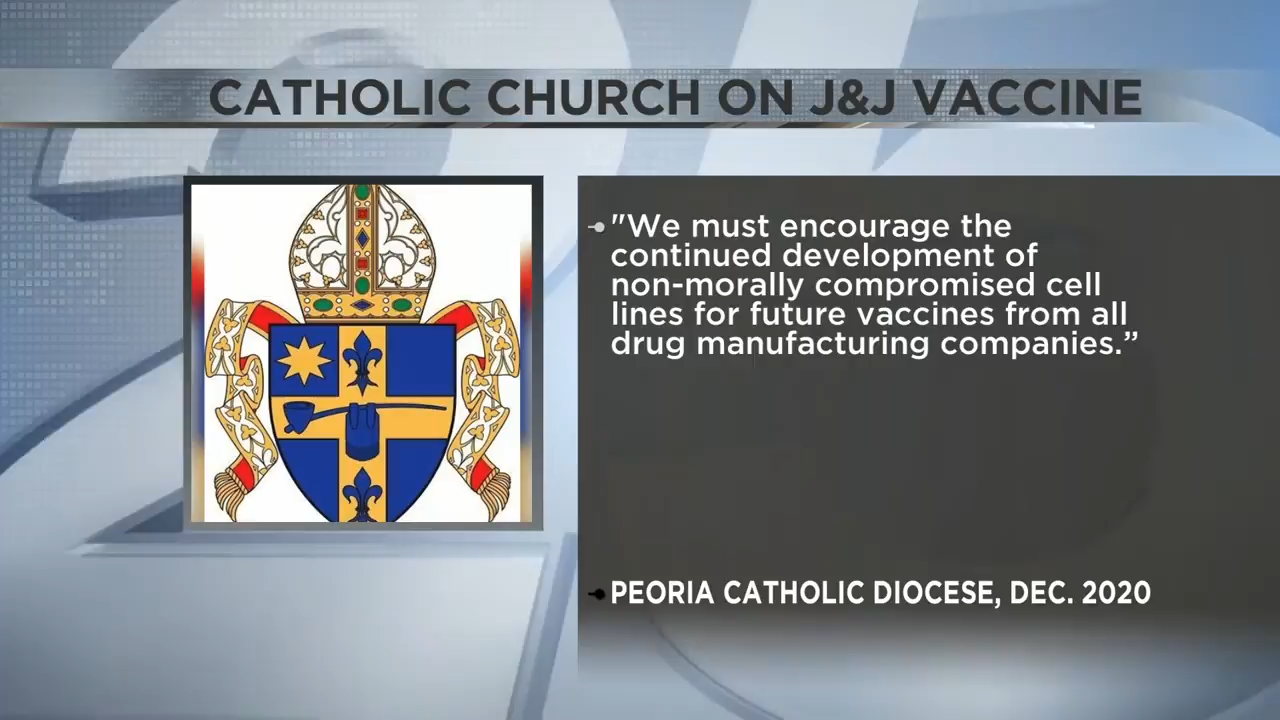 CATHOLIC CHURCH ON J&J VACCINE
"We must encourage the
continued development of
non-morally compromised cell
lines for future vaccines from all
drug manufacturing companies.”
PEORIA CATHOLIC DIOCESE, DEC. 2020